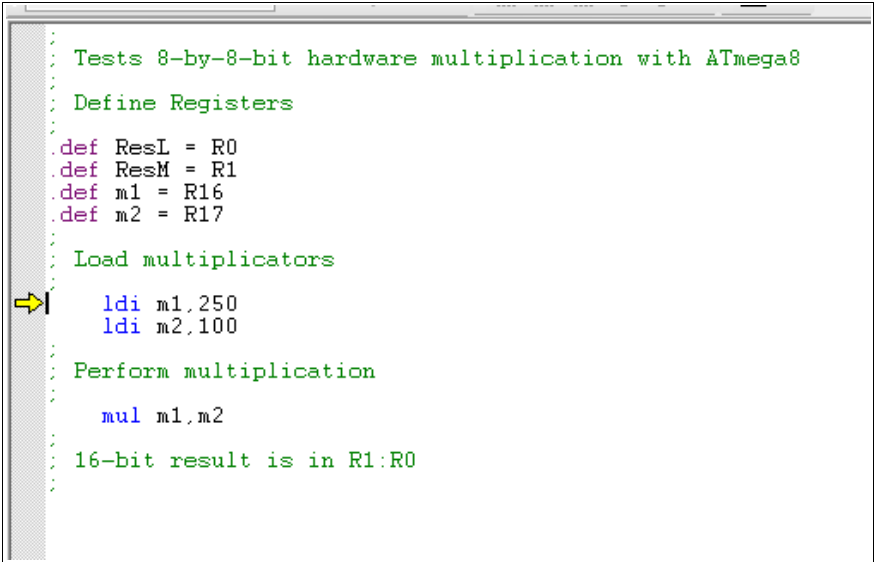 ;
; Tests 8-by-8-bit hardware multiplication with ATmega8
;
; Define Registers
;
.def ResL = R0
.def ResM = R1
.def m1 = R16
.def m2 = R17
;
; Load multiplicators
;
ldi m1,250
ldi m2,100
;
; Perform multiplication
;
mul m1,m2
;
; 16-bit result is in R1:R0
;